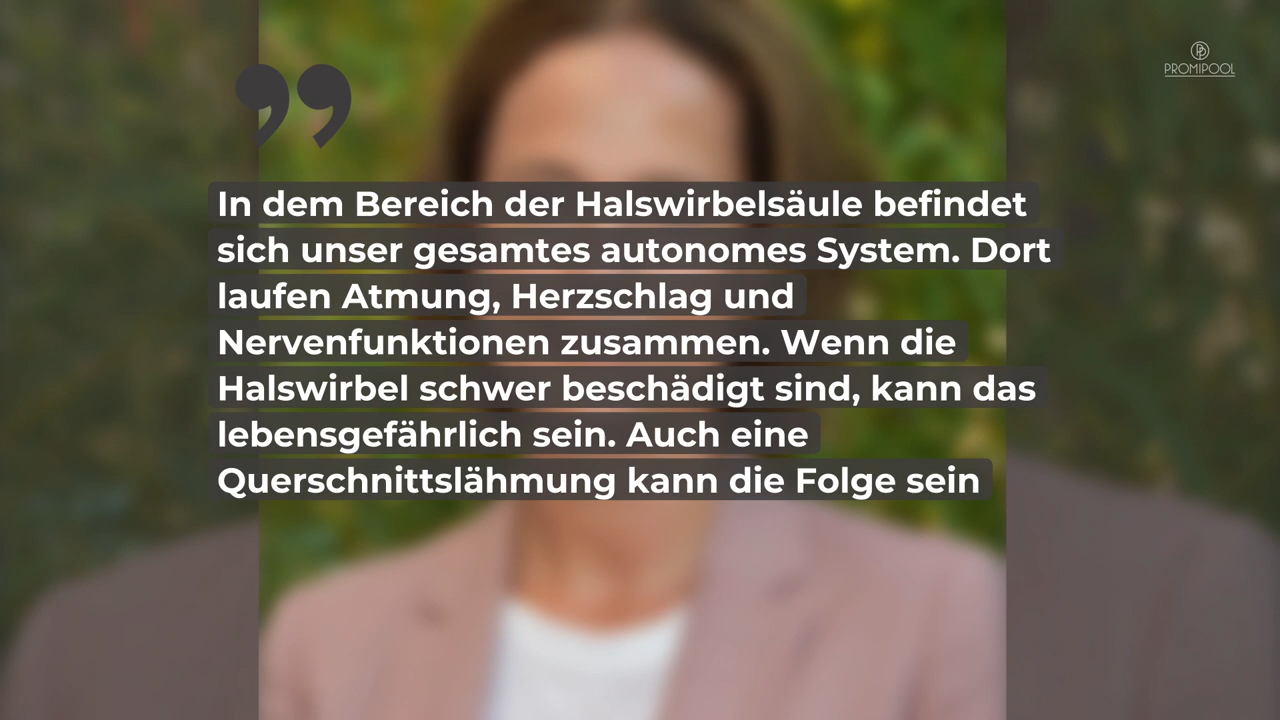 PROMIPOOL
”
In dem Bereich der Halswirbelsäule befindet
sich unser gesamtes autonomes System. Dort
laufen Atmung, Herzschlag und
Nervenfunktionen zusammen. Wenn die
Halswirbel schwer beschädigt sind, kann das
lebensgefährlich sein. Auch eine
Querschnittslähmung kann die Folge sein